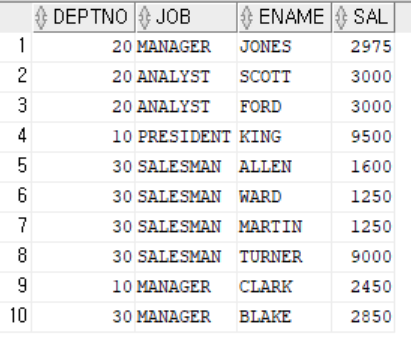 DEPTNO JOB ENAME SAL
1 20 MANAGER JONES 2975
2 20 ANALYST SCOTT 3000
3 20 ANALYST FORD 3000
4 10 PRESIDENT KING 9500
5 30 SALESMAN ALLEN 1600
6 30 SALESMAN WARD 1250
7 30 SALESMAN MARTIN 1250
8 30 SALESMAN TURNER 9000
9 10 MANAGER CLARK 2450
10 30 MANAGER BLAKE 2850